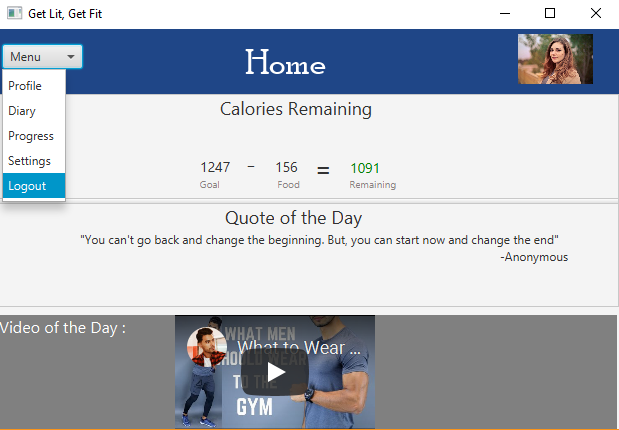 Get Lit, Get Fit
Menu
Home
Profile
Diary
Progress
Settings
Logout
Calories Remaining
1247 - 156 = 1091
Goal Food Remaining
Quote of the Day
"You can't go back and change the beginning. But, you can start now and change the end"
-Anonymous
Video of the Day :
What to Wear ...
WHAT MEN
SHOULD WEAR
TO THE
GYM